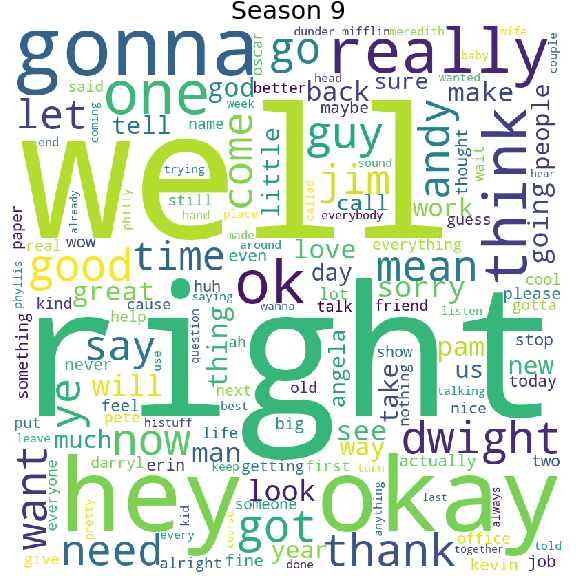 Season 9
gonna
go
really
oscar
dunder mifflin
meredith
wife
couple
said
one
god
better
head
baby
wanted
let
tell
week
back
sure
make
coming
name
maybe
end
well
come
little
guy
jim
andy
thought
think
going
people
wait
hear
trying
sound
call
work
guess
still
hand
place
called
everybody
already
philly
made
paper
wow
real
good
time
around
even
love
everything
mean
cool
phyllis
kind
great
cause
huh
saying
ok
day
lot
sorry
please
wanna
talk
friend
listen
gotta
something
help
right
question
ah
thing
say
never
use
angela
show
take
nothing
pam
us
stop
new
today
ye
will
feel
pete
next
old
best
big
nice
talking
put
histuff
leave
much
now
life
man
see
way
dwight
want
everyone
darryl
erin
keep
getting
first
turn
actually
two
hey
look
okay
someone
anything
last
always
pretty
kid
every
course
got
need
year
thank
office
together
told
give
alright
fine
done
kevin
job